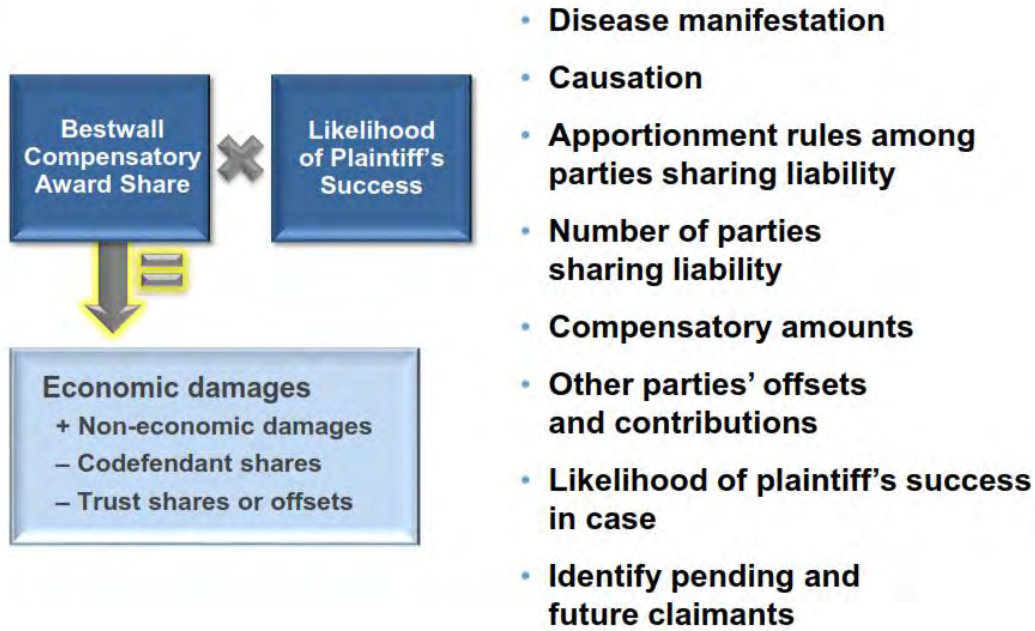 Bestwall
Compensatory
Award Share
Likelihood
of Plaintiff's
Success
Economic damages
+ Non-economic damages
– Codefendant shares
– Trust shares or offsets
• Disease manifestation
• Causation
• Apportionment rules among
parties sharing liability
• Number of parties
sharing liability
• Compensatory amounts
• Other parties' offsets
and contributions
• Likelihood of plaintiff's success
in case
• Identify pending and
future claimants